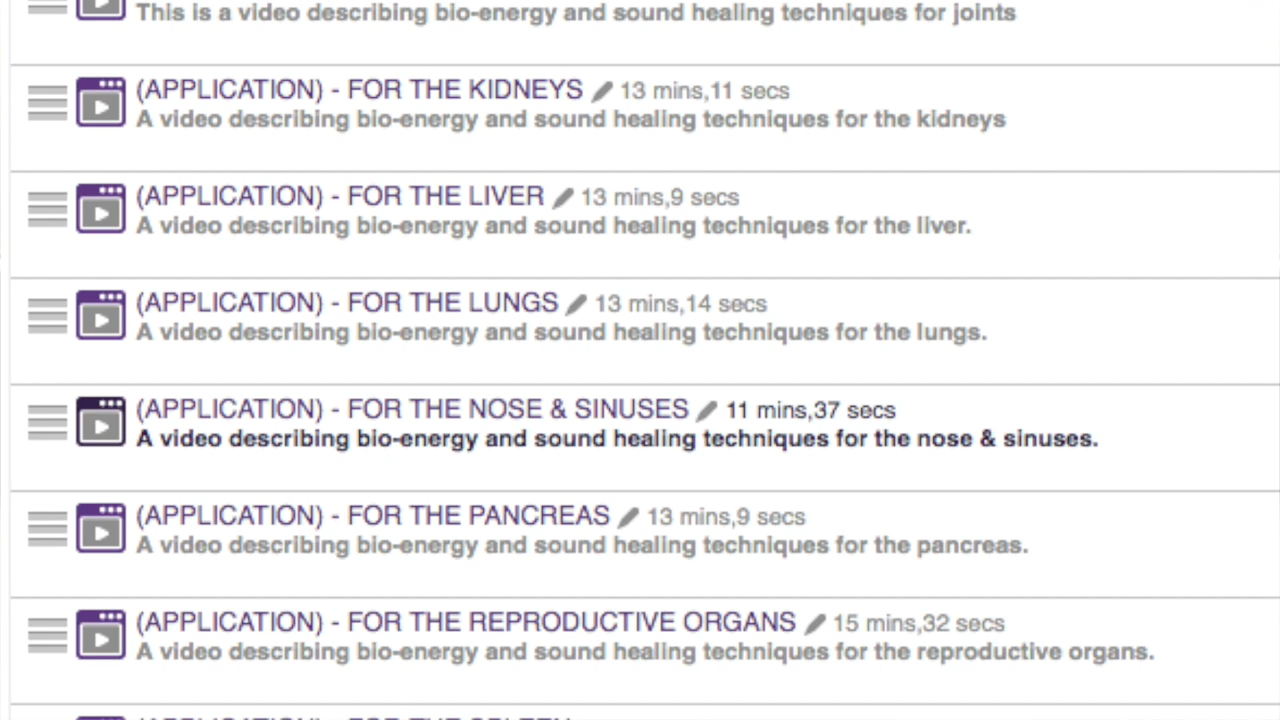 This is a video describing bio-energy and sound healing techniques for joints
(APPLICATION) - FOR THE KIDNEYS 13 mins,11 secs
A video describing bio-energy and sound healing techniques for the kidneys
(APPLICATION) - FOR THE LIVER 13 mins,9 secs
A video describing bio-energy and sound healing techniques for the liver.
(APPLICATION) - FOR THE LUNGS 13 mins,14 secs
A video describing bio-energy and sound healing techniques for the lungs.
(APPLICATION) - FOR THE NOSE & SINUSES 11 mins,37 secs
A video describing bio-energy and sound healing techniques for the nose & sinuses.
(APPLICATION) - FOR THE PANCREAS 13 mins,9 secs
A video describing bio-energy and sound healing techniques for the pancreas.
(APPLICATION) - FOR THE REPRODUCTIVE ORGANS 15 mins,32 secs
A video describing bio-energy and sound healing techniques for the reproductive organs.
(APPLICATION) - FOR THE SPLEEN